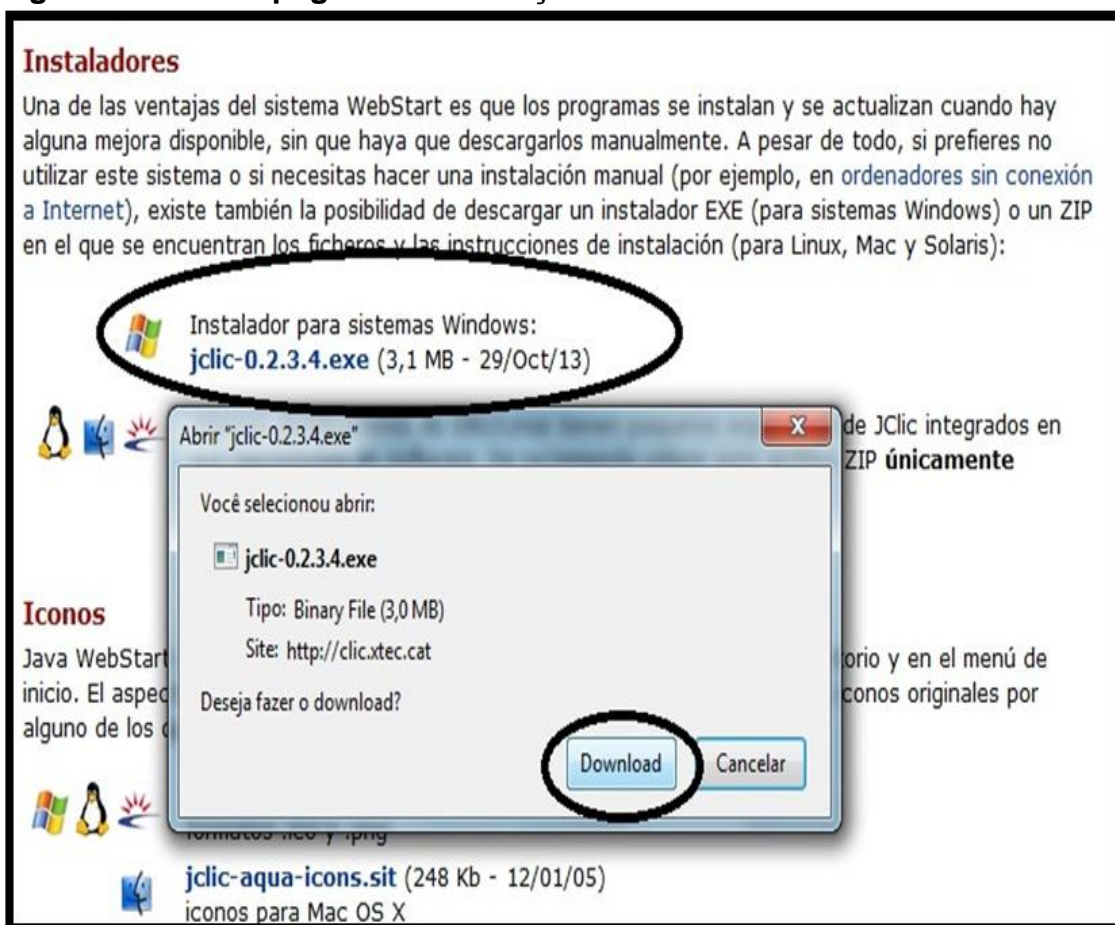 Instaladores
Una de las ventajas del sistema WebStart es que los programas se instalan y se actualizan cuando hay
alguna mejora disponible, sin que haya que descargarlos manualmente. A pesar de todo, si prefieres no
utilizar este sistema o si necesitas hacer una instalación manual (por ejemplo, en ordenadores sin conexión
a Internet), existe también la posibilidad de descargar un instalador EXE (para sistemas Windows) o un ZIP
en el que se encuentran los ficheros y las instrucciones de instalación (para Linux, Mac y Solaris):
Instalador para sistemas Windows:
jclic-0.2.3.4.exe (3,1 MB - 29/Oct/13)
de JClic integrados en
ZIP únicamente
Abrir "jclic-0.2.3.4.exe"
Você selecionou abrir:
jclic-0.2.3.4.exe
Tipo: Binary File (3,0 MB)
Site: http://clic.xtec.cat
Deseja fazer o download?
Download Cancelar
Iconos
Java WebStart orio y en el menú de
inicio. El aspec conos originales por
alguno de los
formatos .ico y .png
jclic-aqua-icons.sit (248 Kb - 12/01/05)
iconos para Mac OS X